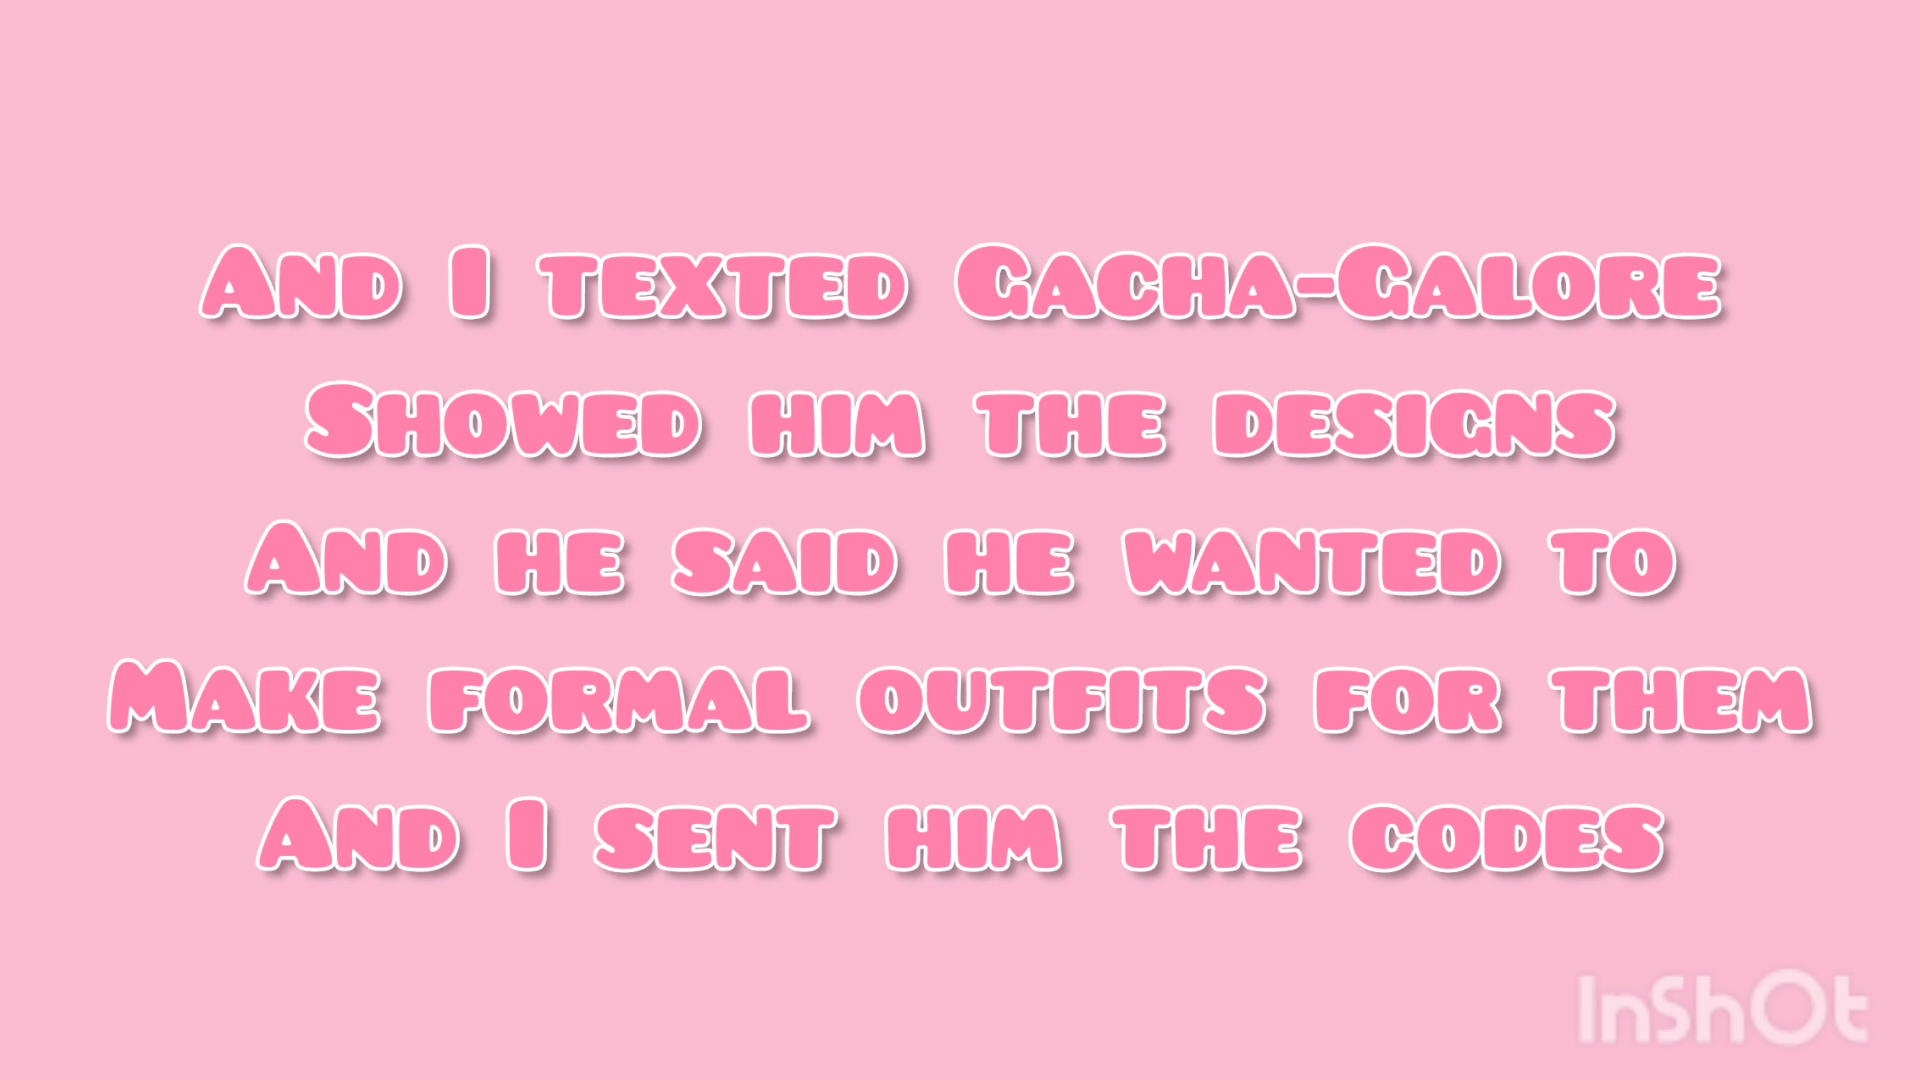 And I texted Gacha-Galore
Showed him the designs
And he said he wanted to
Make formal outfits for them
And I sent him the codes
InShOt